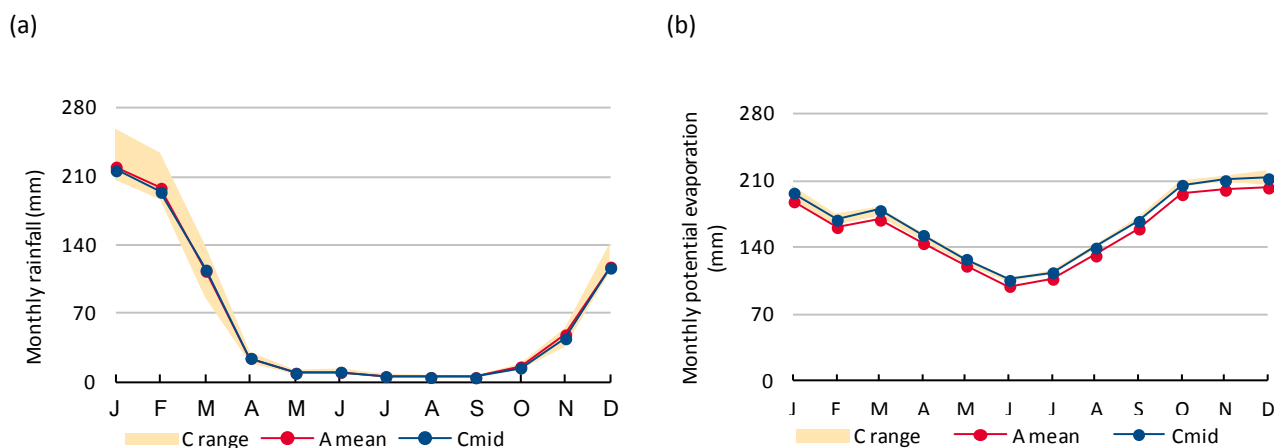 (a)
Monthly rainfall (mm)
280
210
140
70
0
J F M A M J J A S O N D
C range A mean Cmid
(b)
Monthly potential evaporation
(mm)
280
210
140
70
0
J F M A M J J A S O N D
C range A mean Cmid